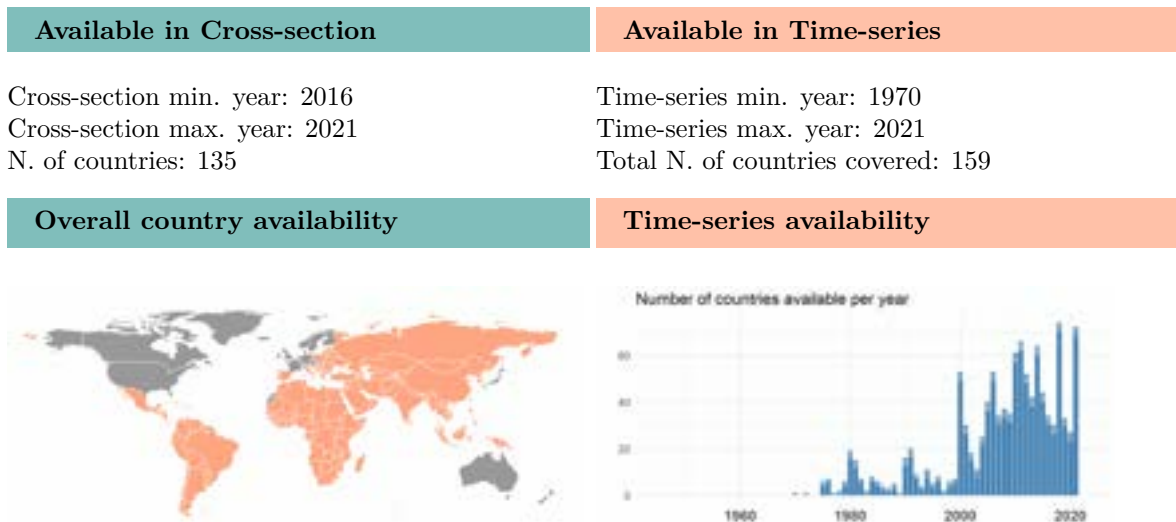 Available in Cross-section
Available in Time-series
Cross-section min. year: 2016
Cross-section max. year: 2021
N. of countries: 135
Time-series min. year: 1970
Time-series max. year: 2021
Total N. of countries covered: 159
Overall country availability
Time-series availability
Number of countries available per year
60
40
20
0
1960
1980
2000
2020